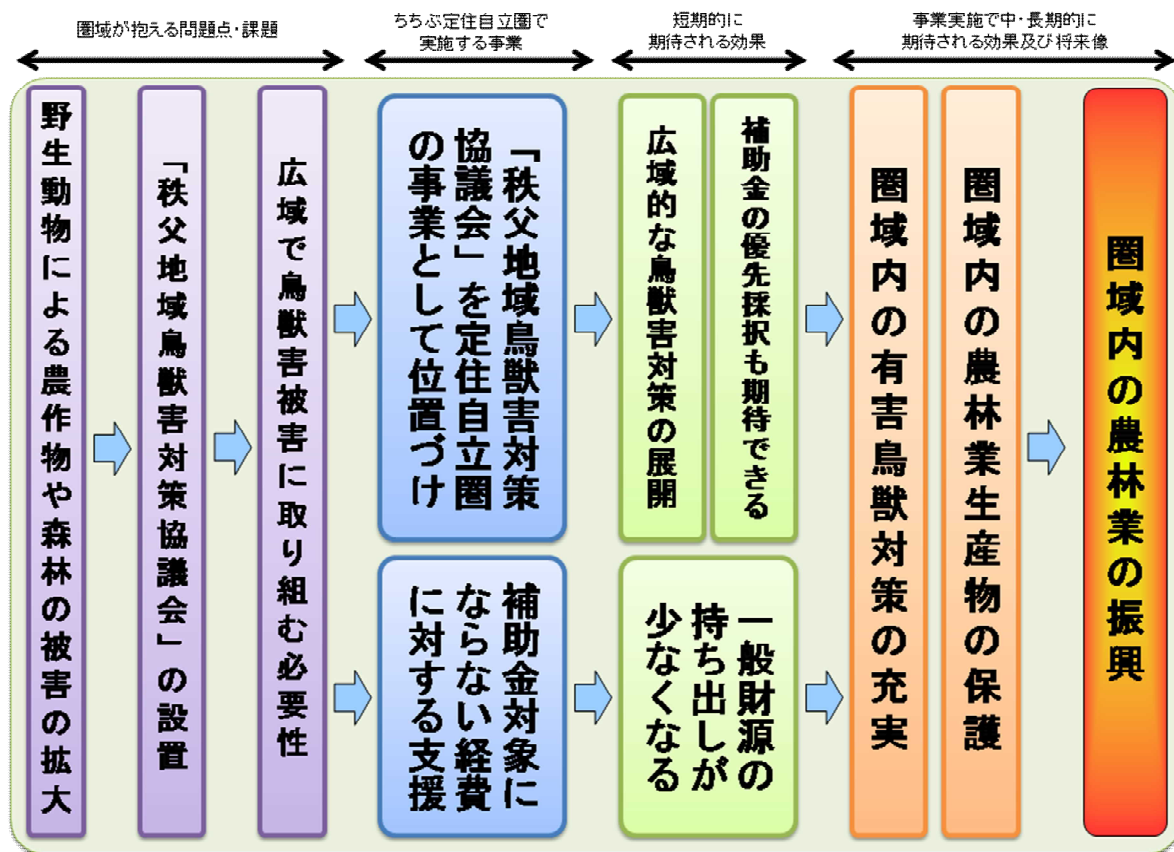 圏域が抱える問題点・課題
ちちぶ定住自立圏で
実施する事業
短期的に
期待される効果
事業実施で中・長期的に
期待される効果及び将来像
野生動物による農作物や森林の被害の拡大
「秩父地域鳥獣害対策協議会」の設置
広域で鳥獣害被害に取り組む必要性
「秩父地域鳥獣害対策
協議会」を定住自立圏
の事業として位置づけ
補助金対象に
ならない経費
に対する支援
補助金の優先採択も期待できる
広域的な鳥獣害対策の展開
一般財源の
持ち出しが
少なくなる
圏域内の有害鳥獣対策の充実
圏域内の農林業生産物の保護
圏域内の農林業の振興